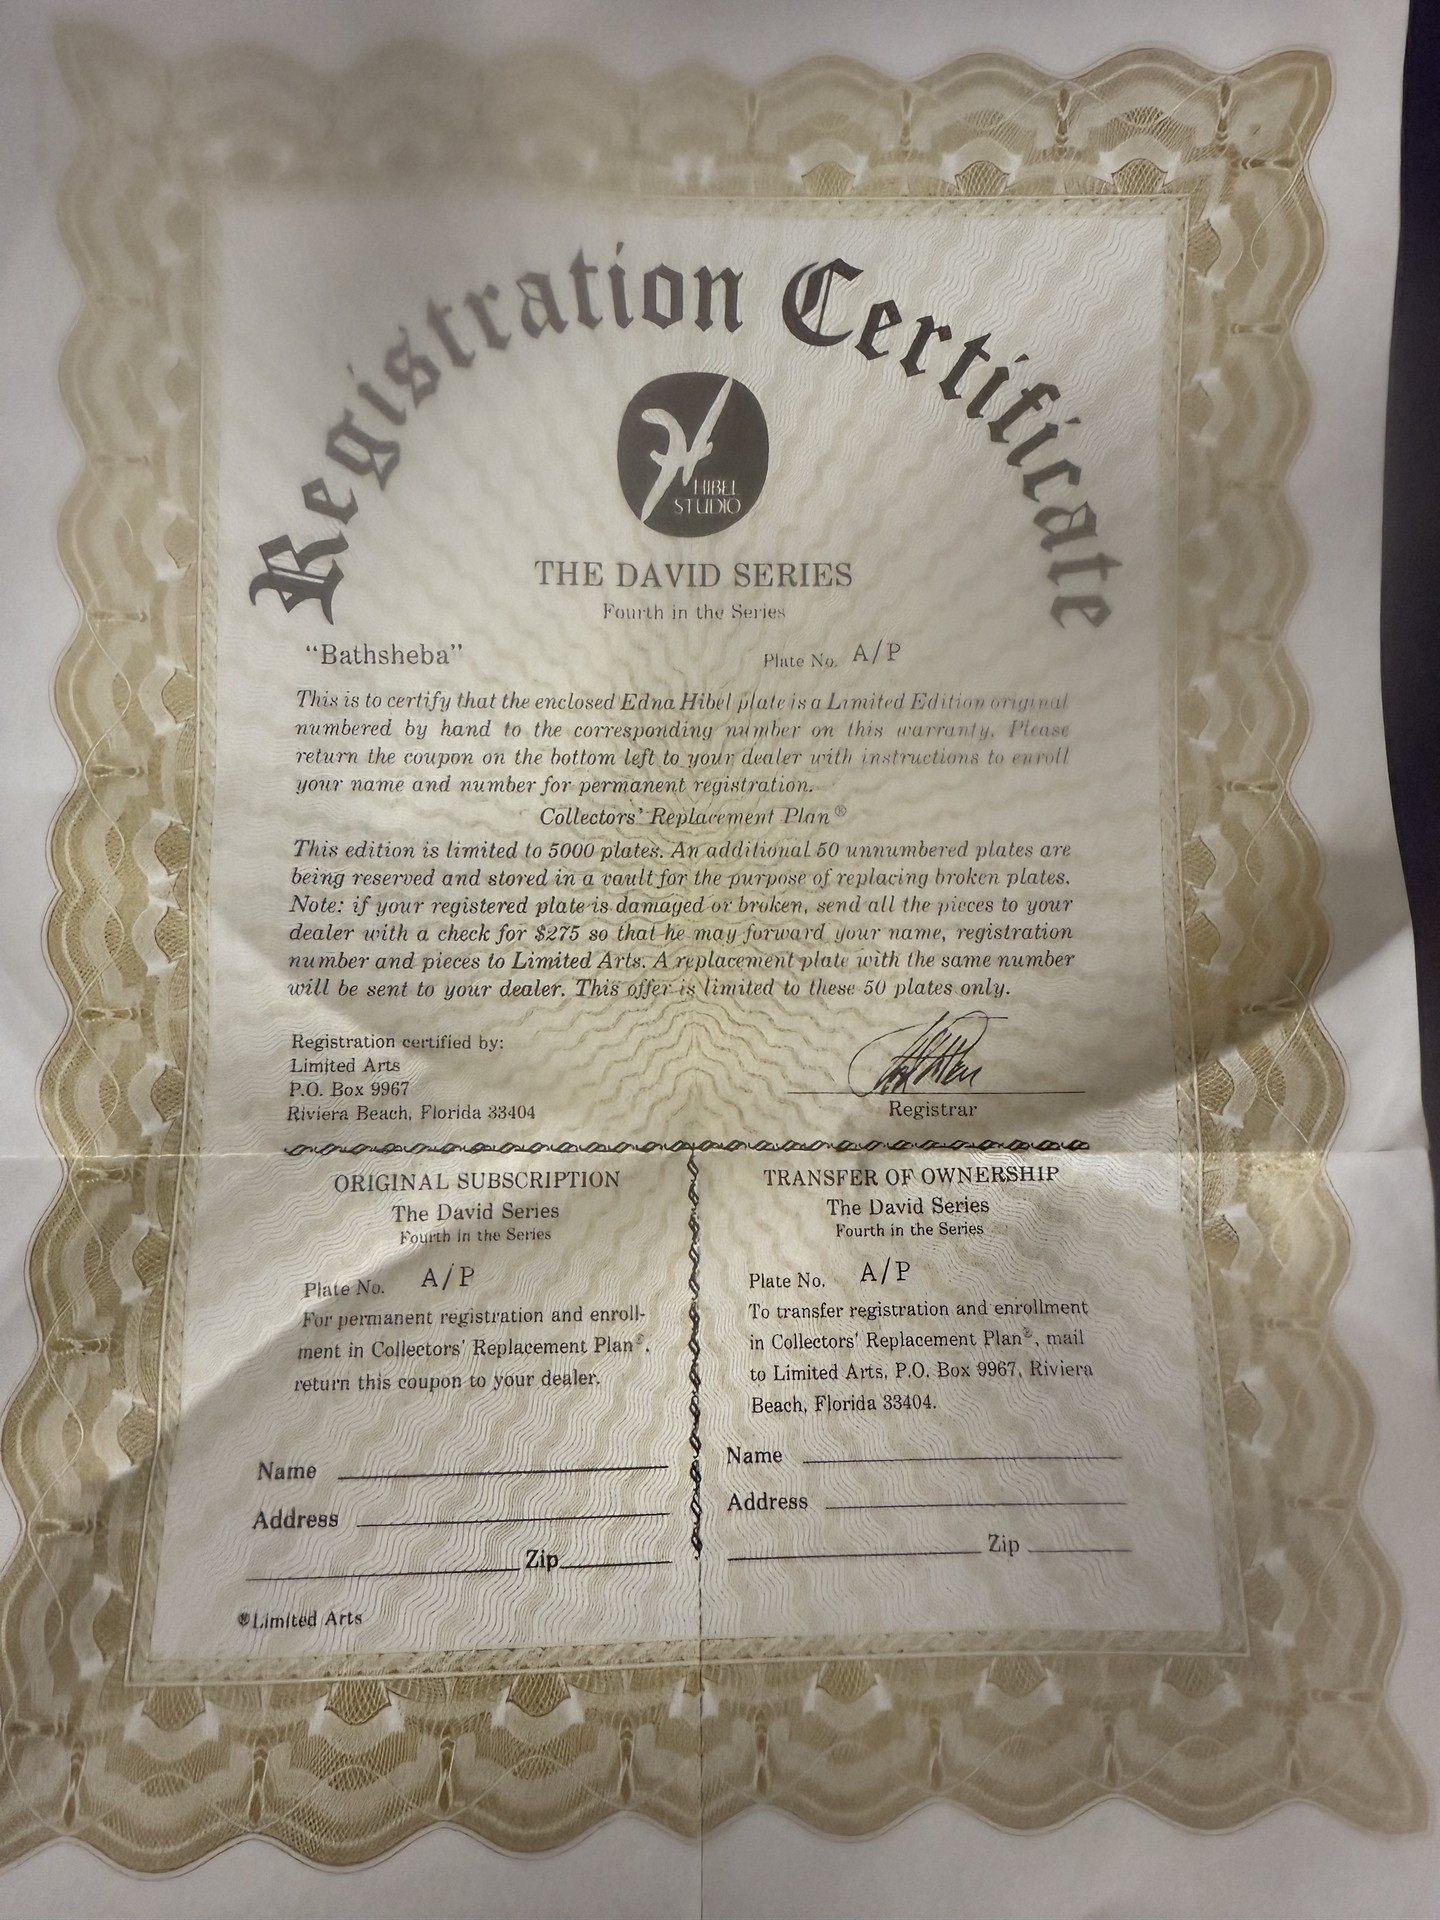 Registration Certificate
HIBEL
STUDIO
THE DAVID SERIES
Fourth in the Series
“Bathsheba”
Plate No. A/P
This is to certify that the enclosed Edna Hibel plate is a Limited Edition original
numbered by hand to the corresponding number on this warranty. Please
return the coupon on the bottom left to your dealer with instructions to enroll
your name and number for permanent registration.
Collectors’ Replacement Plan®
This edition is limited to 5000 plates. An additional 50 unnumbered plates are
being reserved and stored in a vault for the purpose of replacing broken plates.
Note: if your registered plate is damaged or broken, send all the pieces to your
dealer with a check for $275 so that he may forward your name, registration
number and pieces to Limited Arts. A replacement plate with the same number
will be sent to your dealer. This offer is limited to these 50 plates only.
Registration certified by:
Limited Arts
P.O. Box 9967
Riviera Beach, Florida 33404
Registrar
ORIGINAL SUBSCRIPTION
The David Series
Fourth in the Series
Plate No. A/P
For permanent registration and enroll-
ment in Collectors’ Replacement Plan®,
return this coupon to your dealer.
Name
Address
Zip
®Limited Arts
TRANSFER OF OWNERSHIP
The David Series
Fourth in the Series
Plate No. A/P
To transfer registration and enrollment
in Collectors’ Replacement Plan®, mail
to Limited Arts, P.O. Box 9967, Riviera
Beach, Florida 33404.
Name
Address
Zip